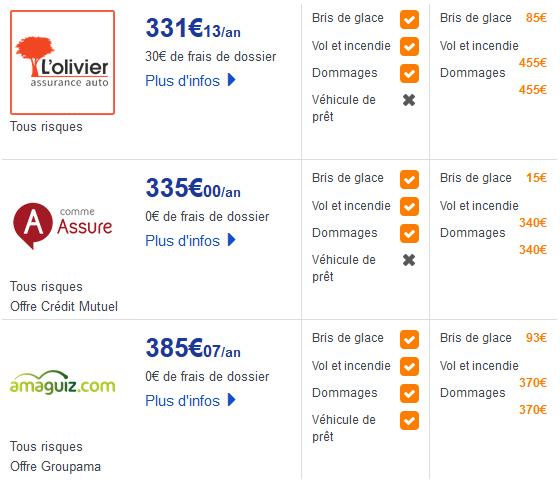 L'olivier
assurance auto
Tous risques
331€13/an
30€ de frais de dossier
Plus d'infos
Bris de glace
Vol et incendie
Dommages
Véhicule de
prêt
Bris de glace 85€
Vol et incendie
455€
Dommages
455€
comme
A Assure
Tous risques
Offre Crédit Mutuel
335€00/an
0€ de frais de dossier
Plus d'infos
Bris de glace
Vol et incendie
Dommages
Véhicule de
prêt
Bris de glace 15€
Vol et incendie
340€
Dommages
340€
amaguiz.com
Tous risques
Offre Groupama
385€07/an
0€ de frais de dossier
Plus d'infos
Bris de glace
Vol et incendie
Dommages
Véhicule de
prêt
Bris de glace 93€
Vol et incendie
370€
Dommages
370€